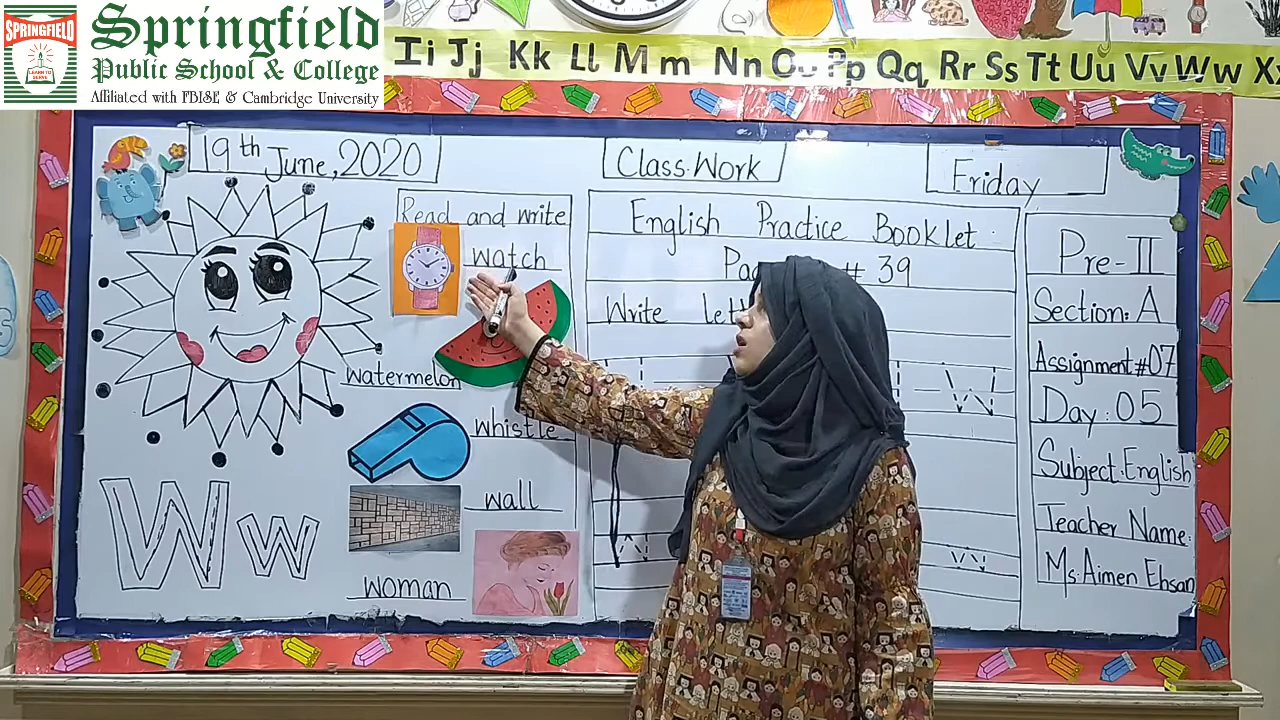 SPRINGFIELD
LEARN TO SERVE
Springfield
Public School & College
Affiliated with FBISE & Cambridge University
Ii Jj Kk Ll Mm Nn Oo Pp Qq Rr Ss Tt Uu Vv Ww
19th June, 2020
Class.Work
Friday
Read and write
watch
watermelon
whistle
wall
woman
W w
English Practice Booklet
# 39
Write
Pre-II
Section: A
Assignment #07
Day: 05
Subject: English
Teacher Name:
Ms. Aimen Ehsan